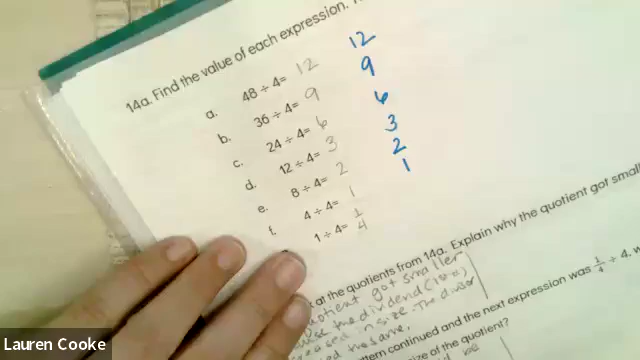 14a. Find the value of each expression.
a. 48 ÷ 4 = 12
b. 36 ÷ 4 = 9
c. 24 ÷ 4 = 6
d. 12 ÷ 4 = 3
e. 8 ÷ 4 = 2
f. 4 ÷ 4 = 1
1 ÷ 4 = 1/4
12
9
6
3
2
1
at the quotients from 14a. Explain why the quotient got small
quotient got smaller
the dividend
in size. The divisor
the same.
pattern continued and the next expression was 1/4 ÷ 4,
size of the quotient?
Lauren Cooke